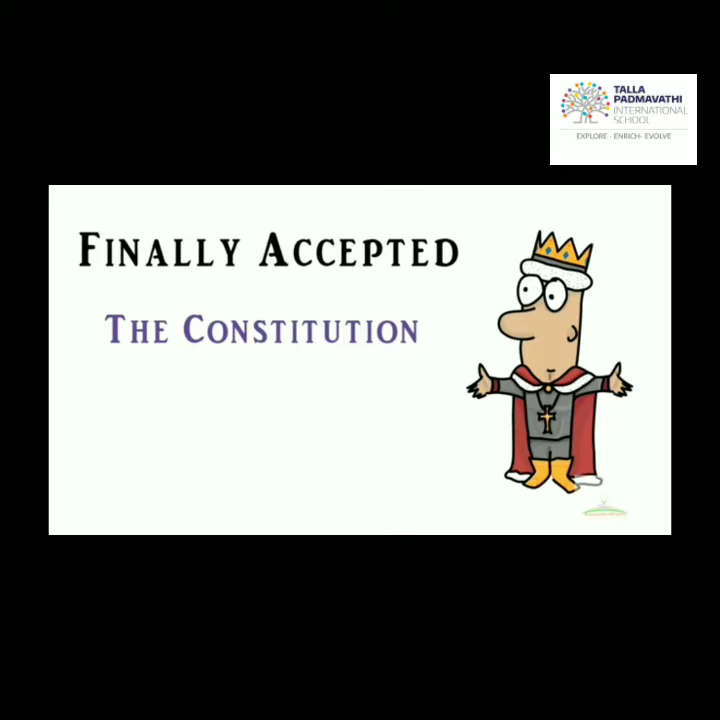 TALLA
PADMAVATHI
INTERNATIONAL
SCHOOL
EXPLORE - ENRICH- EVOLVE
FINALLY ACCEPTED
THE CONSTITUTION